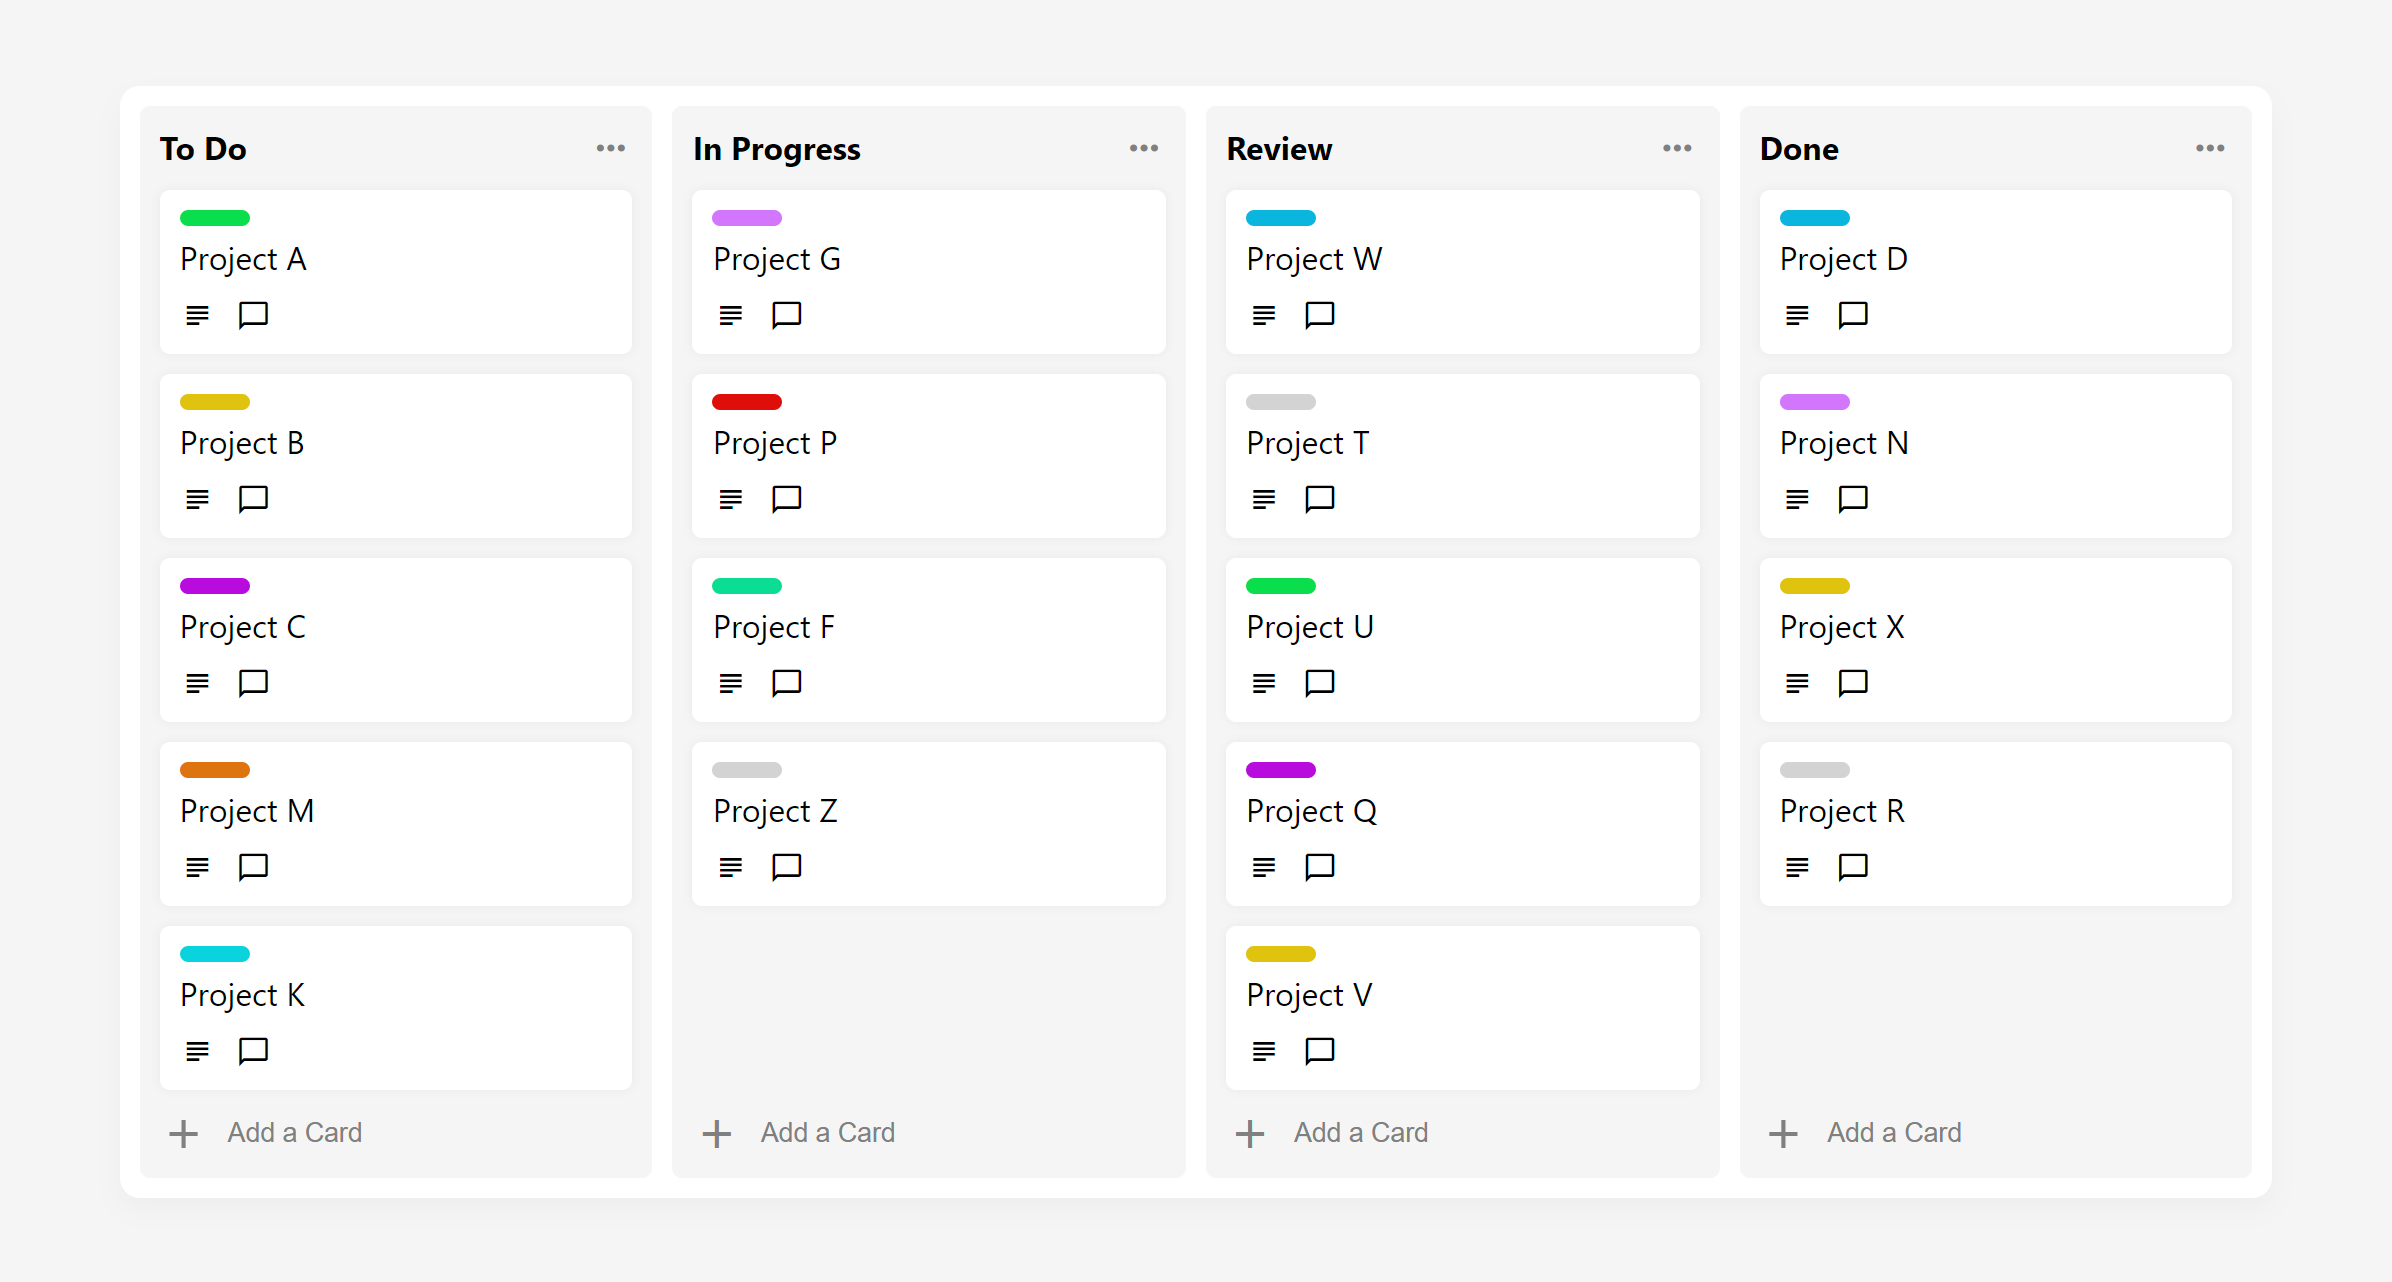 To Do
Project A
Project B
Project C
Project M
Project K
Add a Card
In Progress
Project G
Project P
Project F
Project Z
Add a Card
Review
Project W
Project T
Project U
Project Q
Project V
Add a Card
Done
Project D
Project N
Project X
Project R
Add a Card